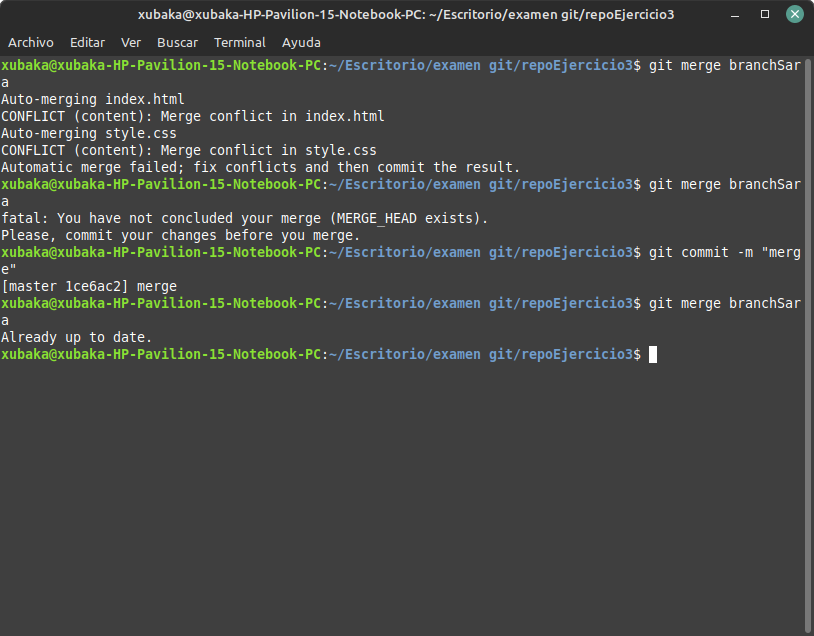 xubaka@xubaka-HP-Pavilion-15-Notebook-PC: ~/Escritorio/examen git/repoEjercicio3
Archivo Editar Ver Buscar Terminal Ayuda
xubaka@xubaka-HP-Pavilion-15-Notebook-PC:~/Escritorio/examen git/repoEjercicio3$ git merge branchSar
a
Auto-merging index.html
CONFLICT (content): Merge conflict in index.html
Auto-merging style.css
CONFLICT (content): Merge conflict in style.css
Automatic merge failed; fix conflicts and then commit the result.
xubaka@xubaka-HP-Pavilion-15-Notebook-PC:~/Escritorio/examen git/repoEjercicio3$ git merge branchSar
a
fatal: You have not concluded your merge (MERGE_HEAD exists).
Please, commit your changes before you merge.
xubaka@xubaka-HP-Pavilion-15-Notebook-PC:~/Escritorio/examen git/repoEjercicio3$ git commit -m "merg
e"
[master 1ce6ac2] merge
xubaka@xubaka-HP-Pavilion-15-Notebook-PC:~/Escritorio/examen git/repoEjercicio3$ git merge branchSar
a
Already up to date.
xubaka@xubaka-HP-Pavilion-15-Notebook-PC:~/Escritorio/examen git/repoEjercicio3$